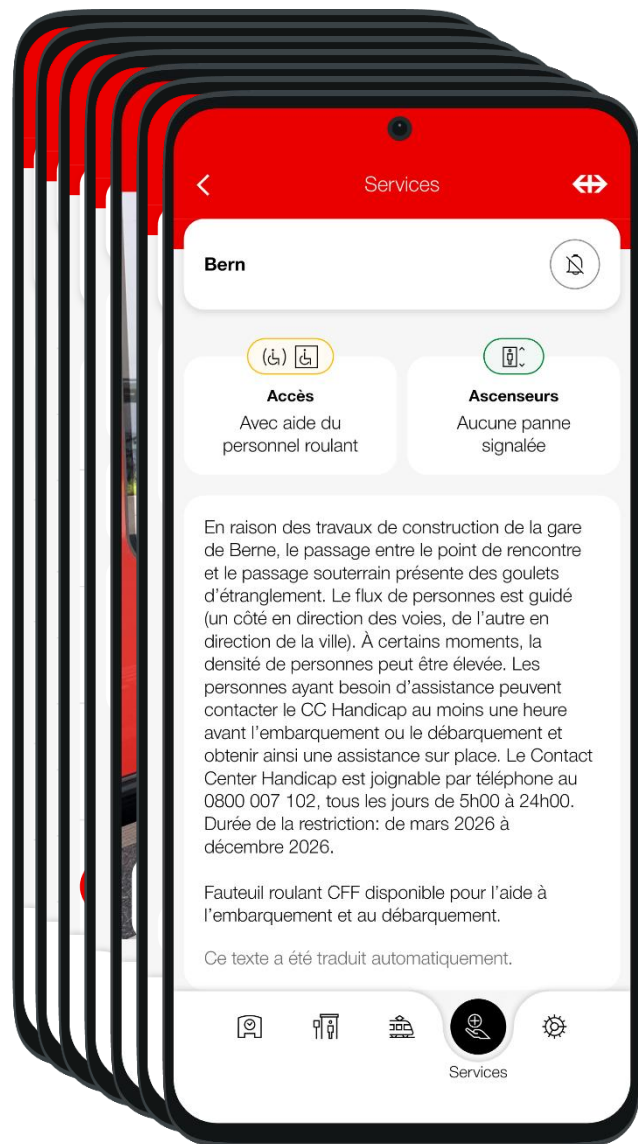 Services
Bern
Accès
Avec aide du
personnel roulant
Ascenseurs
Aucune panne
signalée
En raison des travaux de construction de la gare
de Berne, le passage entre le point de rencontre
et le passage souterrain présente des goulets
d’étranglement. Le flux de personnes est guidé
(un côté en direction des voies, de l’autre en
direction de la ville). À certains moments, la
densité de personnes peut être élevée. Les
personnes ayant besoin d’assistance peuvent
contacter le CC Handicap au moins une heure
avant l’embarquement ou le débarquement et
obtenir ainsi une assistance sur place. Le Contact
Center Handicap est joignable par téléphone au
0800 007 102, tous les jours de 5h00 à 24h00.
Durée de la restriction: de mars 2026 à
décembre 2026.
Fauteuil roulant CFF disponible pour l’aide à
l’embarquement et au débarquement.
Ce texte a été traduit automatiquement.
Services